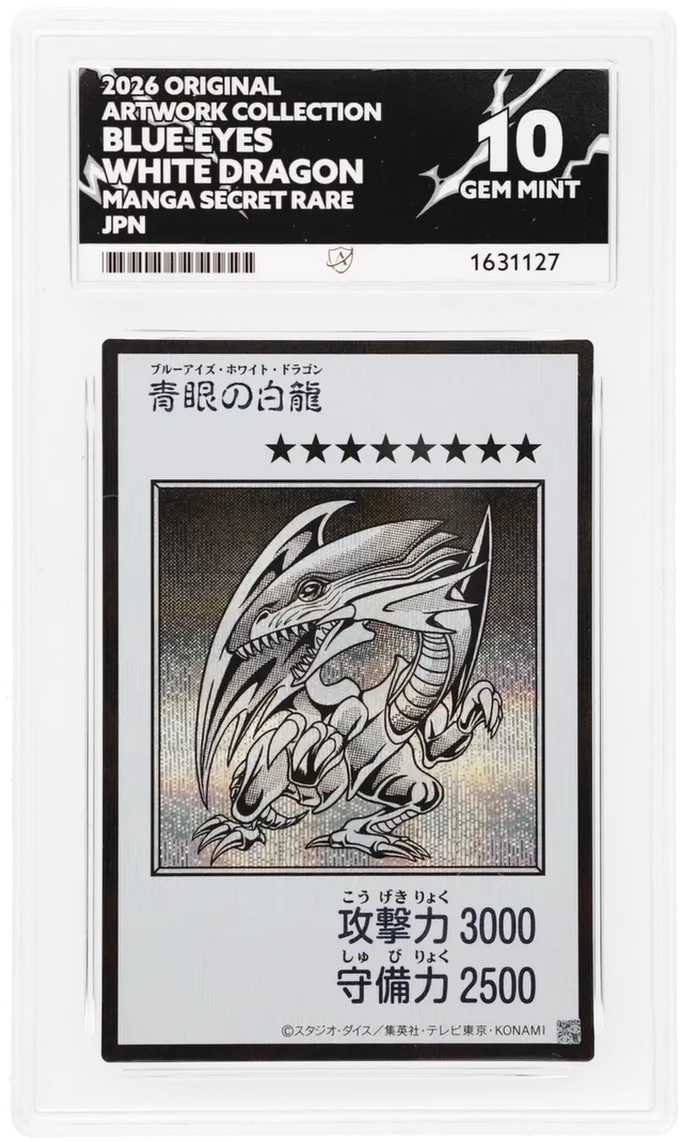 2026 ORIGINAL
ARTWORK COLLECTION
BLUE-EYES
WHITE DRAGON
MANGA SECRET RARE
JPN
10
GEM MINT
A
1631127
ブルーアイズ・ホワイト・ドラゴン
青眼の白龍
★★★★★★★★
こう げき りょく
攻撃力 3000
しゅ び りょく
守備力 2500
©スタジオ・ダイス／集英社・テレビ東京・KONAMI